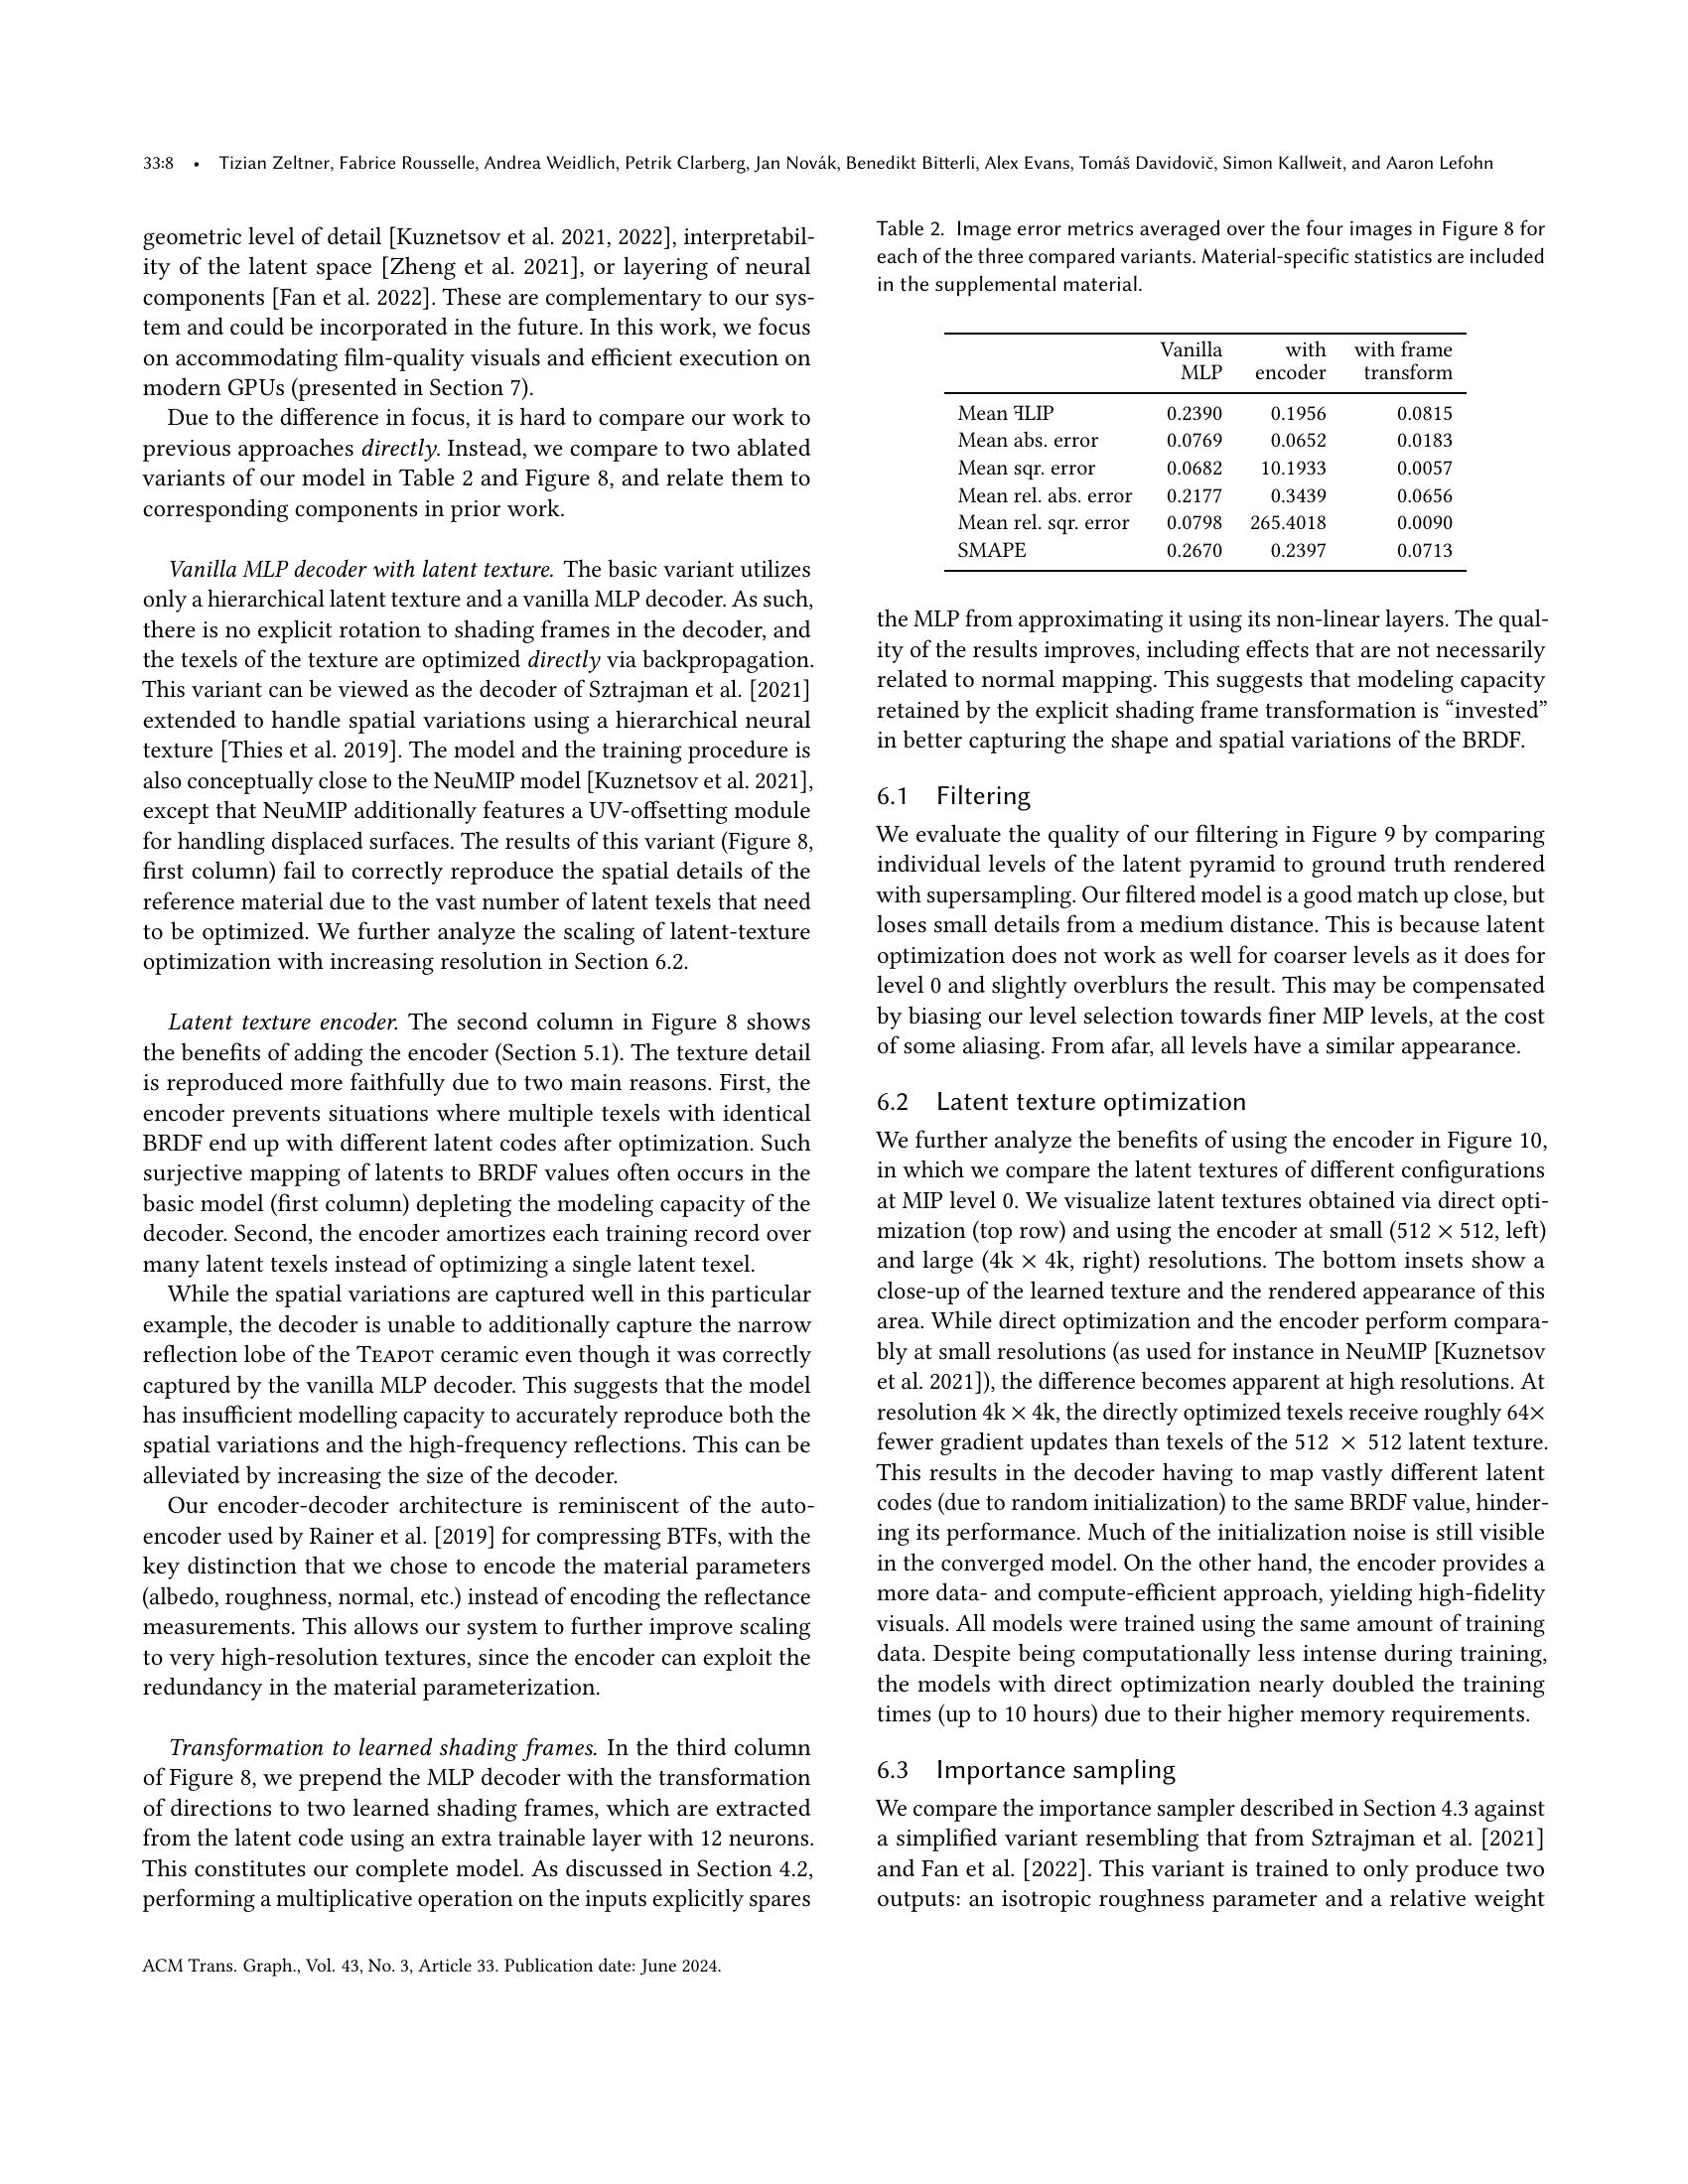 33:8 • Tizian Zeltner, Fabrice Rousselle, Andrea Weidlich, Petrik Clarberg, Jan Novák, Benedikt Bitterli, Alex Evans, Tomáš Davidovič, Simon Kallweit, and Aaron Lefohn
geometric level of detail [Kuznetsov et al. 2021, 2022], interpretabil-
ity of the latent space [Zheng et al. 2021], or layering of neural
components [Fan et al. 2022]. These are complementary to our sys-
tem and could be incorporated in the future. In this work, we focus
on accommodating film-quality visuals and efficient execution on
modern GPUs (presented in Section 7).
Due to the difference in focus, it is hard to compare our work to
previous approaches directly. Instead, we compare to two ablated
variants of our model in Table 2 and Figure 8, and relate them to
corresponding components in prior work.
Vanilla MLP decoder with latent texture. The basic variant utilizes
only a hierarchical latent texture and a vanilla MLP decoder. As such,
there is no explicit rotation to shading frames in the decoder, and
the texels of the texture are optimized directly via backpropagation.
This variant can be viewed as the decoder of Sztrajman et al. [2021]
extended to handle spatial variations using a hierarchical neural
texture [Thies et al. 2019]. The model and the training procedure is
also conceptually close to the NeuMIP model [Kuznetsov et al. 2021],
except that NeuMIP additionally features a UV-offsetting module
for handling displaced surfaces. The results of this variant (Figure 8,
first column) fail to correctly reproduce the spatial details of the
reference material due to the vast number of latent texels that need
to be optimized. We further analyze the scaling of latent-texture
optimization with increasing resolution in Section 6.2.
Latent texture encoder. The second column in Figure 8 shows
the benefits of adding the encoder (Section 5.1). The texture detail
is reproduced more faithfully due to two main reasons. First, the
encoder prevents situations where multiple texels with identical
BRDF end up with different latent codes after optimization. Such
surjective mapping of latents to BRDF values often occurs in the
basic model (first column) depleting the modeling capacity of the
decoder. Second, the encoder amortizes each training record over
many latent texels instead of optimizing a single latent texel.
While the spatial variations are captured well in this particular
example, the decoder is unable to additionally capture the narrow
reflection lobe of the Teapot ceramic even though it was correctly
captured by the vanilla MLP decoder. This suggests that the model
has insufficient modelling capacity to accurately reproduce both the
spatial variations and the high-frequency reflections. This can be
alleviated by increasing the size of the decoder.
Our encoder-decoder architecture is reminiscent of the auto-
encoder used by Rainer et al. [2019] for compressing BTFs, with the
key distinction that we chose to encode the material parameters
(albedo, roughness, normal, etc.) instead of encoding the reflectance
measurements. This allows our system to further improve scaling
to very high-resolution textures, since the encoder can exploit the
redundancy in the material parameterization.
Transformation to learned shading frames. In the third column
of Figure 8, we prepend the MLP decoder with the transformation
of directions to two learned shading frames, which are extracted
from the latent code using an extra trainable layer with 12 neurons.
This constitutes our complete model. As discussed in Section 4.2,
performing a multiplicative operation on the inputs explicitly spares
Table 2. Image error metrics averaged over the four images in Figure 8 for
each of the three compared variants. Material-specific statistics are included
in the supplemental material.
Vanilla with with frame
MLP encoder transform
Mean ꟻLIP 0.2390 0.1956 0.0815
Mean abs. error 0.0769 0.0652 0.0183
Mean sqr. error 0.0682 10.1933 0.0057
Mean rel. abs. error 0.2177 0.3439 0.0656
Mean rel. sqr. error 0.0798 265.4018 0.0090
SMAPE 0.2670 0.2397 0.0713
the MLP from approximating it using its non-linear layers. The qual-
ity of the results improves, including effects that are not necessarily
related to normal mapping. This suggests that modeling capacity
retained by the explicit shading frame transformation is “invested”
in better capturing the shape and spatial variations of the BRDF.
6.1 Filtering
We evaluate the quality of our filtering in Figure 9 by comparing
individual levels of the latent pyramid to ground truth rendered
with supersampling. Our filtered model is a good match up close, but
loses small details from a medium distance. This is because latent
optimization does not work as well for coarser levels as it does for
level 0 and slightly overblurs the result. This may be compensated
by biasing our level selection towards finer MIP levels, at the cost
of some aliasing. From afar, all levels have a similar appearance.
6.2 Latent texture optimization
We further analyze the benefits of using the encoder in Figure 10,
in which we compare the latent textures of different configurations
at MIP level 0. We visualize latent textures obtained via direct opti-
mization (top row) and using the encoder at small (512 × 512, left)
and large (4k × 4k, right) resolutions. The bottom insets show a
close-up of the learned texture and the rendered appearance of this
area. While direct optimization and the encoder perform compara-
bly at small resolutions (as used for instance in NeuMIP [Kuznetsov
et al. 2021]), the difference becomes apparent at high resolutions. At
resolution 4k × 4k, the directly optimized texels receive roughly 64×
fewer gradient updates than texels of the 512 × 512 latent texture.
This results in the decoder having to map vastly different latent
codes (due to random initialization) to the same BRDF value, hinder-
ing its performance. Much of the initialization noise is still visible
in the converged model. On the other hand, the encoder provides a
more data- and compute-efficient approach, yielding high-fidelity
visuals. All models were trained using the same amount of training
data. Despite being computationally less intense during training,
the models with direct optimization nearly doubled the training
times (up to 10 hours) due to their higher memory requirements.
6.3 Importance sampling
We compare the importance sampler described in Section 4.3 against
a simplified variant resembling that from Sztrajman et al. [2021]
and Fan et al. [2022]. This variant is trained to only produce two
outputs: an isotropic roughness parameter and a relative weight
ACM Trans. Graph., Vol. 43, No. 3, Article 33. Publication date: June 2024.